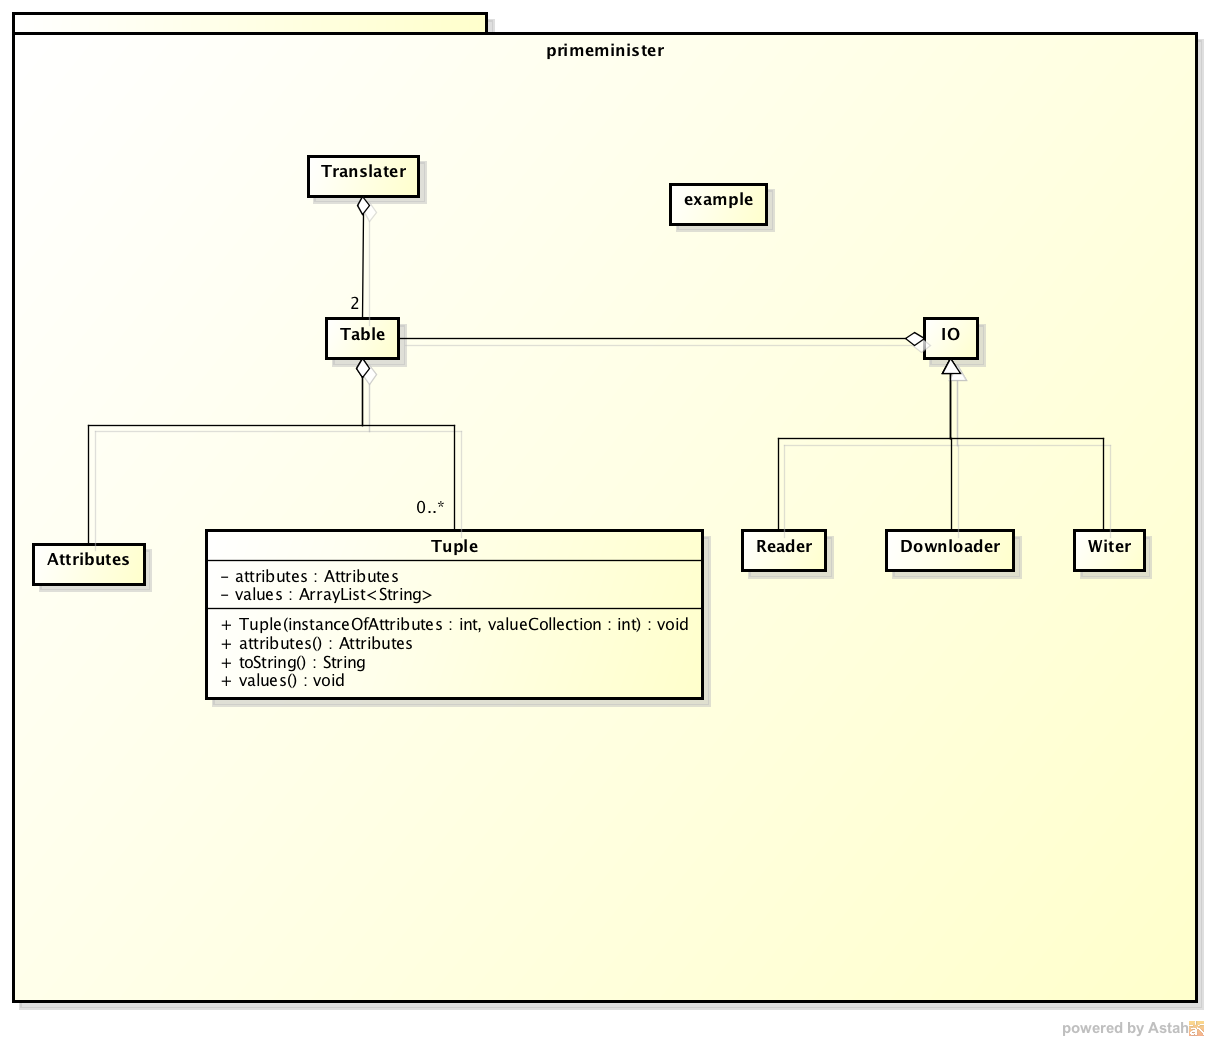 primeminister
Translater
example
2
Table
IO
0..*
Attributes
Tuple
– attributes : Attributes
– values : ArrayList<String>
+ Tuple(instanceOfAttributes : int, valueCollection : int) : void
+ attributes() : Attributes
+ toString() : String
+ values() : void
Reader
Downloader
Witer
powered by Astah